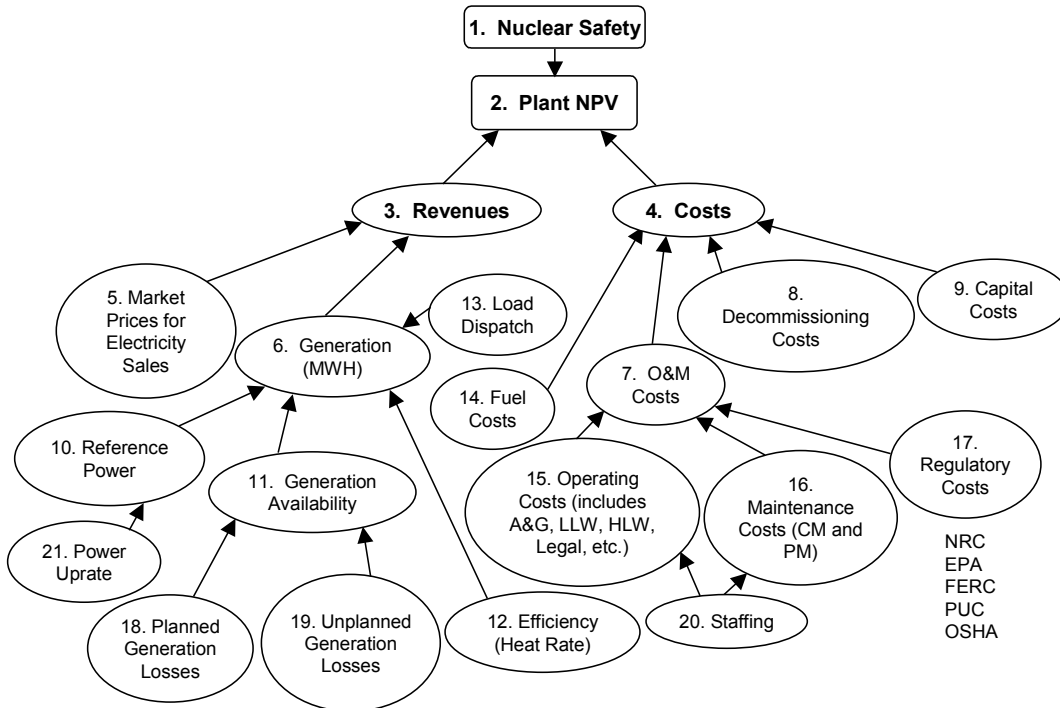 1. Nuclear Safety
2. Plant NPV
3. Revenues
4. Costs
5. Market
Prices for
Electricity
Sales
13. Load
Dispatch
8.
Decommissioning
Costs
9. Capital
Costs
6. Generation
(MWH)
14. Fuel
Costs
7. O&M
Costs
10. Reference
Power
11. Generation
Availability
15. Operating
Costs (includes
A&G, LLW, HLW,
Legal, etc.)
16.
Maintenance
Costs (CM and
PM)
17.
Regulatory
Costs
NRC
EPA
FERC
PUC
OSHA
21. Power
Uprate
18. Planned
Generation
Losses
19. Unplanned
Generation
Losses
12. Efficiency
(Heat Rate)
20. Staffing